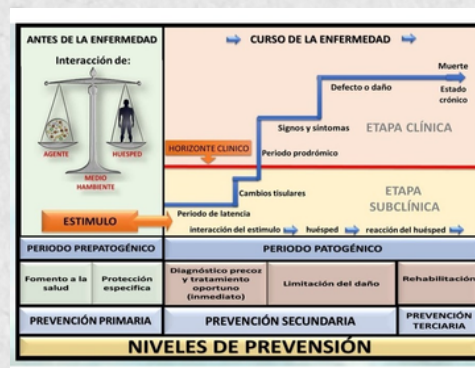 ANTES DE LA ENFERMEDAD
CURSO DE LA ENFERMEDAD
Interacción de:
AGENTE
HUESPED
MEDIO
HAMBIENTE
ESTIMULO
Muerte
Estado
crónico
Defecto o daño
Signos y síntomas
ETAPA CLÍNICA
HORIZONTE CLINICO
Periodo prodrómico
Cambios tisulares
ETAPA
SUBCLÍNICA
Periodo de latencia
interacción del estimulo
huésped
reacción del huésped
PERIODO PREPATOGÉNICO
PERIODO PATOGÉNICO
Fomento a la
salud
Protección
especifica
Diagnóstico precoz
y tratamiento
oportuno
(inmediato)
Limitación del daño
Rehabilitación
PREVENCIÓN PRIMARIA
PREVENCIÓN SECUNDARIA
PREVENCIÓN
TERCIARIA
NIVELES DE PREVENSIÓN